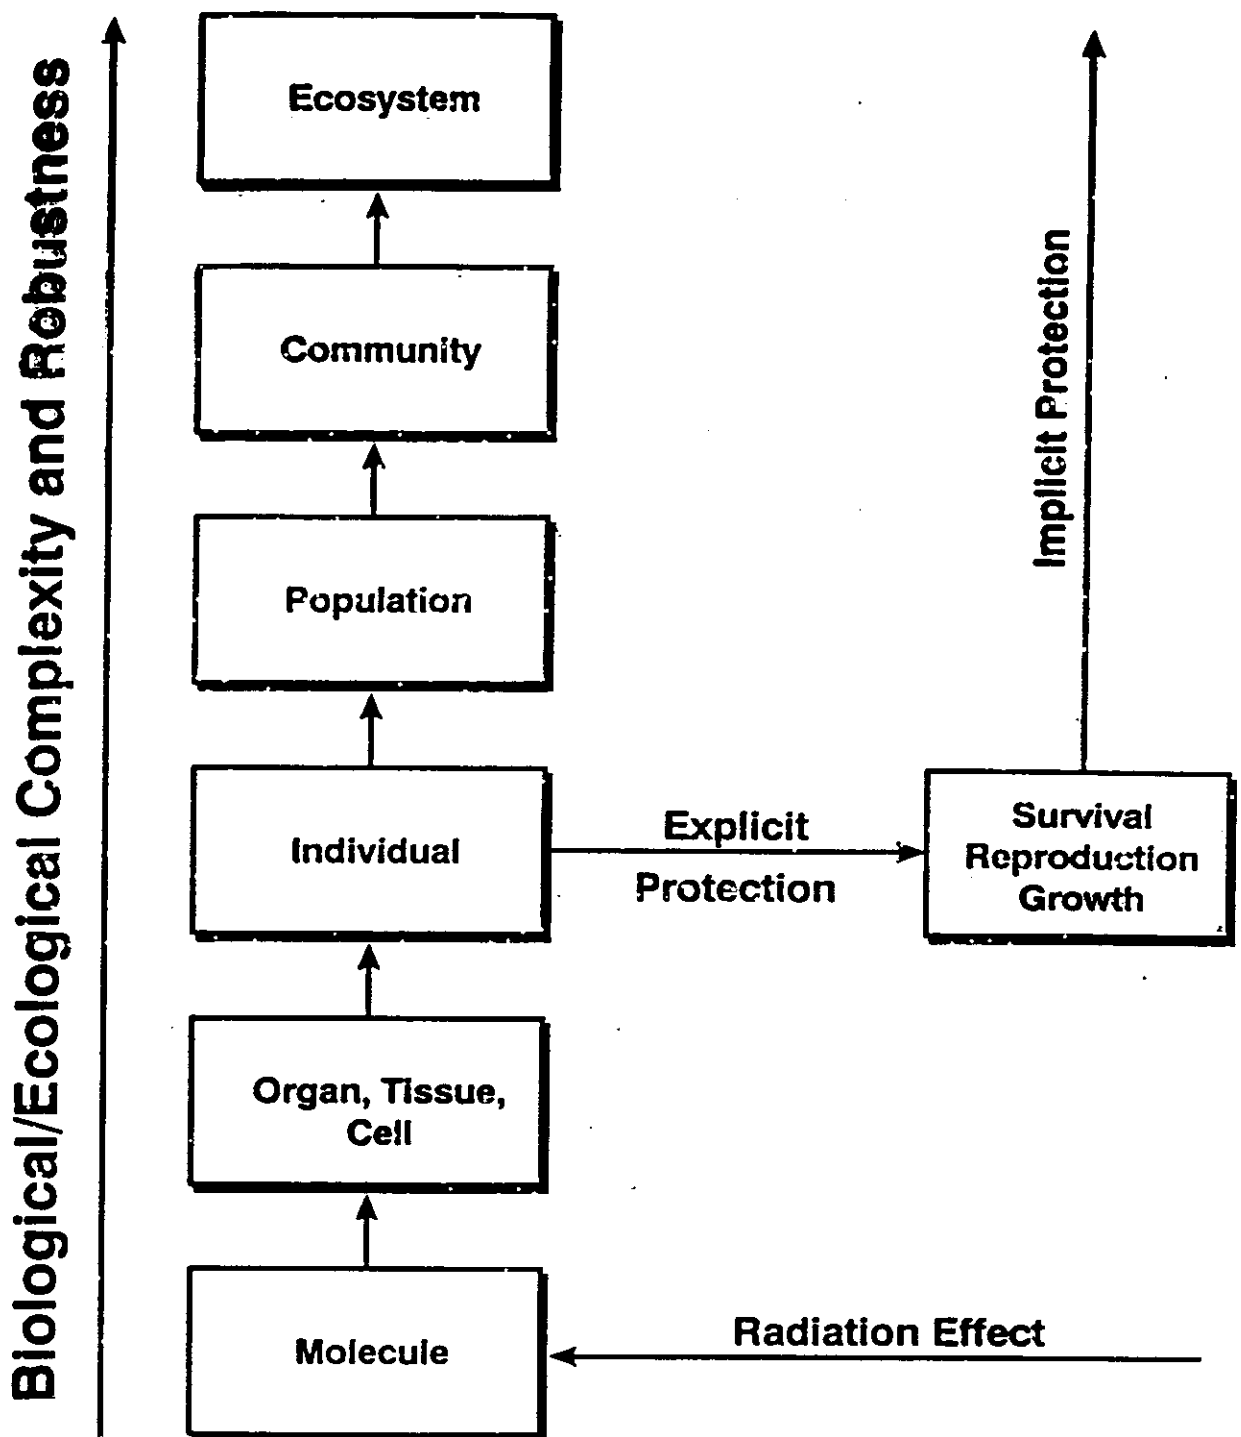 Biological/Ecological Complexity and Robustness
Ecosystem
Community
Implicit Protection
Population
Individual
Explicit
Protection
Survival
Reproduction
Growth
Organ, Tissue,
Cell
Molecule
Radiation Effect